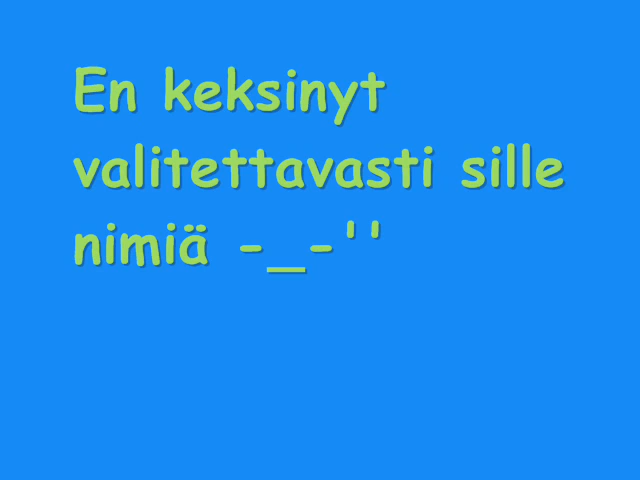 En keksinyt
valitettavasti sille
nimiä -_-''